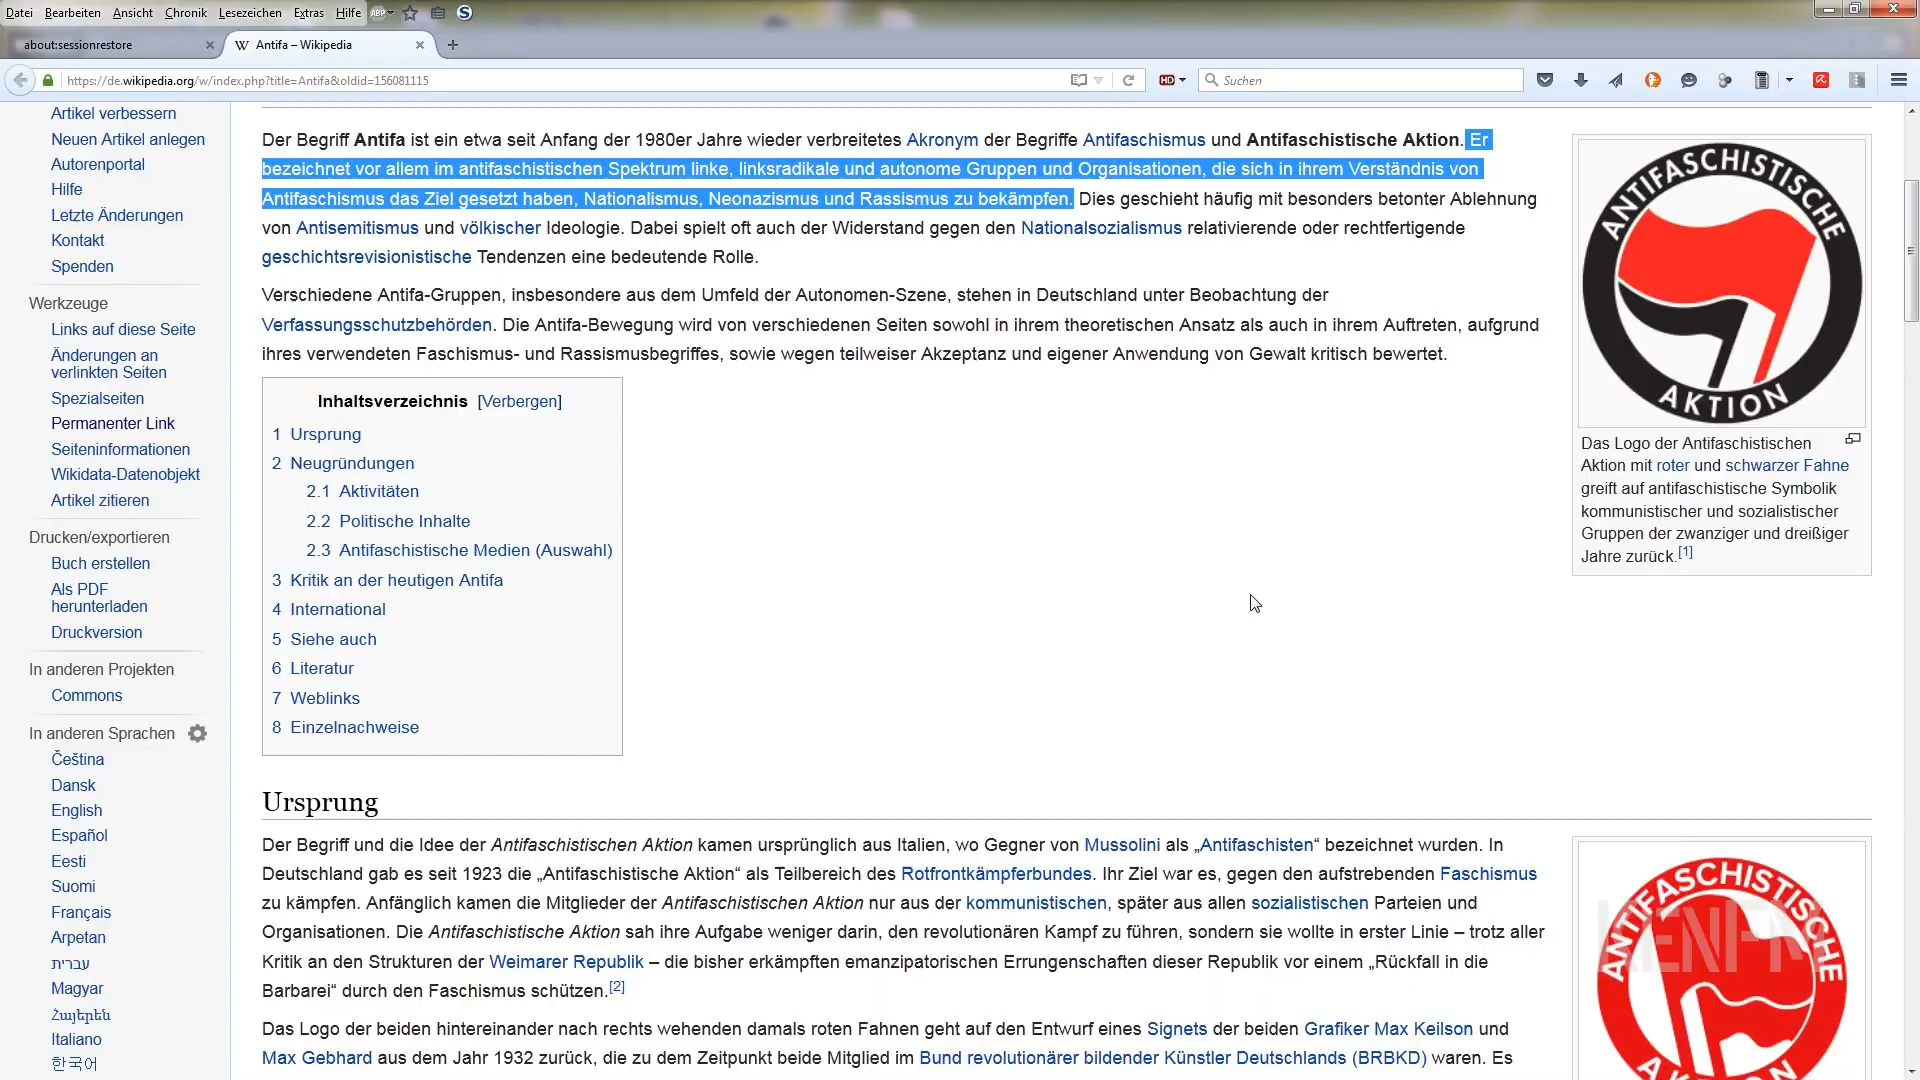 Datei Bearbeiten Ansicht Chronik Lesezeichen Extras Hilfe ABP S
about:sessionrestore
W Antifa – Wikipedia
https://de.wikipedia.org/w/index.php?title=Antifa&oldid=156081115
HD
Suchen
Artikel verbessern
Neuen Artikel anlegen
Autorenportal
Hilfe
Letzte Änderungen
Kontakt
Spenden
Werkzeuge
Links auf diese Seite
Änderungen an
verlinkten Seiten
Spezialseiten
Permanenter Link
Seiteninformationen
Wikidata-Datenobjekt
Artikel zitieren
Drucken/exportieren
Buch erstellen
Als PDF
herunterladen
Druckversion
In anderen Projekten
Commons
In anderen Sprachen
Čeština
Dansk
English
Español
Eesti
Suomi
Français
Arpetan
עברית
Magyar
Հայերեն
Italiano
한국어
Der Begriff Antifa ist ein etwa seit Anfang der 1980er Jahre wieder verbreitetes Akronym der Begriffe Antifaschismus und Antifaschistische Aktion. Er
bezeichnet vor allem im antifaschistischen Spektrum linke, linksradikale und autonome Gruppen und Organisationen, die sich in ihrem Verständnis von
Antifaschismus das Ziel gesetzt haben, Nationalismus, Neonazismus und Rassismus zu bekämpfen. Dies geschieht häufig mit besonders betonter Ablehnung
von Antisemitismus und völkischer Ideologie. Dabei spielt oft auch der Widerstand gegen den Nationalsozialismus relativierende oder rechtfertigende
geschichtsrevisionistische Tendenzen eine bedeutende Rolle.
Verschiedene Antifa-Gruppen, insbesondere aus dem Umfeld der Autonomen-Szene, stehen in Deutschland unter Beobachtung der
Verfassungsschutzbehörden. Die Antifa-Bewegung wird von verschiedenen Seiten sowohl in ihrem theoretischen Ansatz als auch in ihrem Auftreten, aufgrund
ihres verwendeten Faschismus- und Rassismusbegriffes, sowie wegen teilweiser Akzeptanz und eigener Anwendung von Gewalt kritisch bewertet.
Inhaltsverzeichnis [Verbergen]
1 Ursprung
2 Neugründungen
2.1 Aktivitäten
2.2 Politische Inhalte
2.3 Antifaschistische Medien (Auswahl)
3 Kritik an der heutigen Antifa
4 International
5 Siehe auch
6 Literatur
7 Weblinks
8 Einzelnachweise
ANTIFASCHISTISCHE
AKTION
Das Logo der Antifaschistischen
Aktion mit roter und schwarzer Fahne
greift auf antifaschistische Symbolik
kommunistischer und sozialistischer
Gruppen der zwanziger und dreißiger
Jahre zurück.[1]
Ursprung
Der Begriff und die Idee der Antifaschistischen Aktion kamen ursprünglich aus Italien, wo Gegner von Mussolini als „Antifaschisten“ bezeichnet wurden. In
Deutschland gab es seit 1923 die „Antifaschistische Aktion“ als Teilbereich des Rotfrontkämpferbundes. Ihr Ziel war es, gegen den aufstrebenden Faschismus
zu kämpfen. Anfänglich kamen die Mitglieder der Antifaschistischen Aktion nur aus der kommunistischen, später aus allen sozialistischen Parteien und
Organisationen. Die Antifaschistische Aktion sah ihre Aufgabe weniger darin, den revolutionären Kampf zu führen, sondern sie wollte in erster Linie – trotz aller
Kritik an den Strukturen der Weimarer Republik – die bisher erkämpften emanzipatorischen Errungenschaften dieser Republik vor einem „Rückfall in die
Barbarei“ durch den Faschismus schützen.[2]
Das Logo der beiden hintereinander nach rechts wehenden damals roten Fahnen geht auf den Entwurf eines Signets der beiden Grafiker Max Keilson und
Max Gebhard aus dem Jahr 1932 zurück, die zu dem Zeitpunkt beide Mitglied im Bund revolutionärer bildender Künstler Deutschlands (BRBKD) waren. Es
ANTIFASCHISTISCHE
KENFM